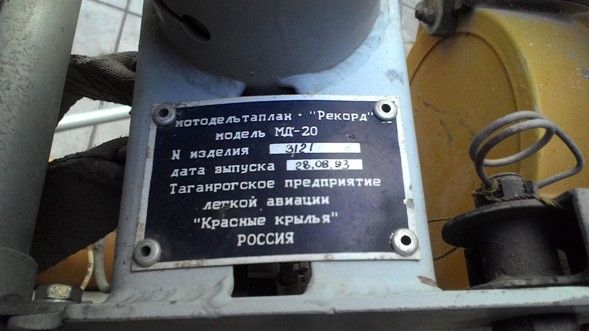 мотодельтаплан "Рекорд"
модель МД-20
N изделия 3121
дата выпуска 28.08.93
Таганрогское предприятие
легкой авиации
"Красные крылья"
РОССИЯ